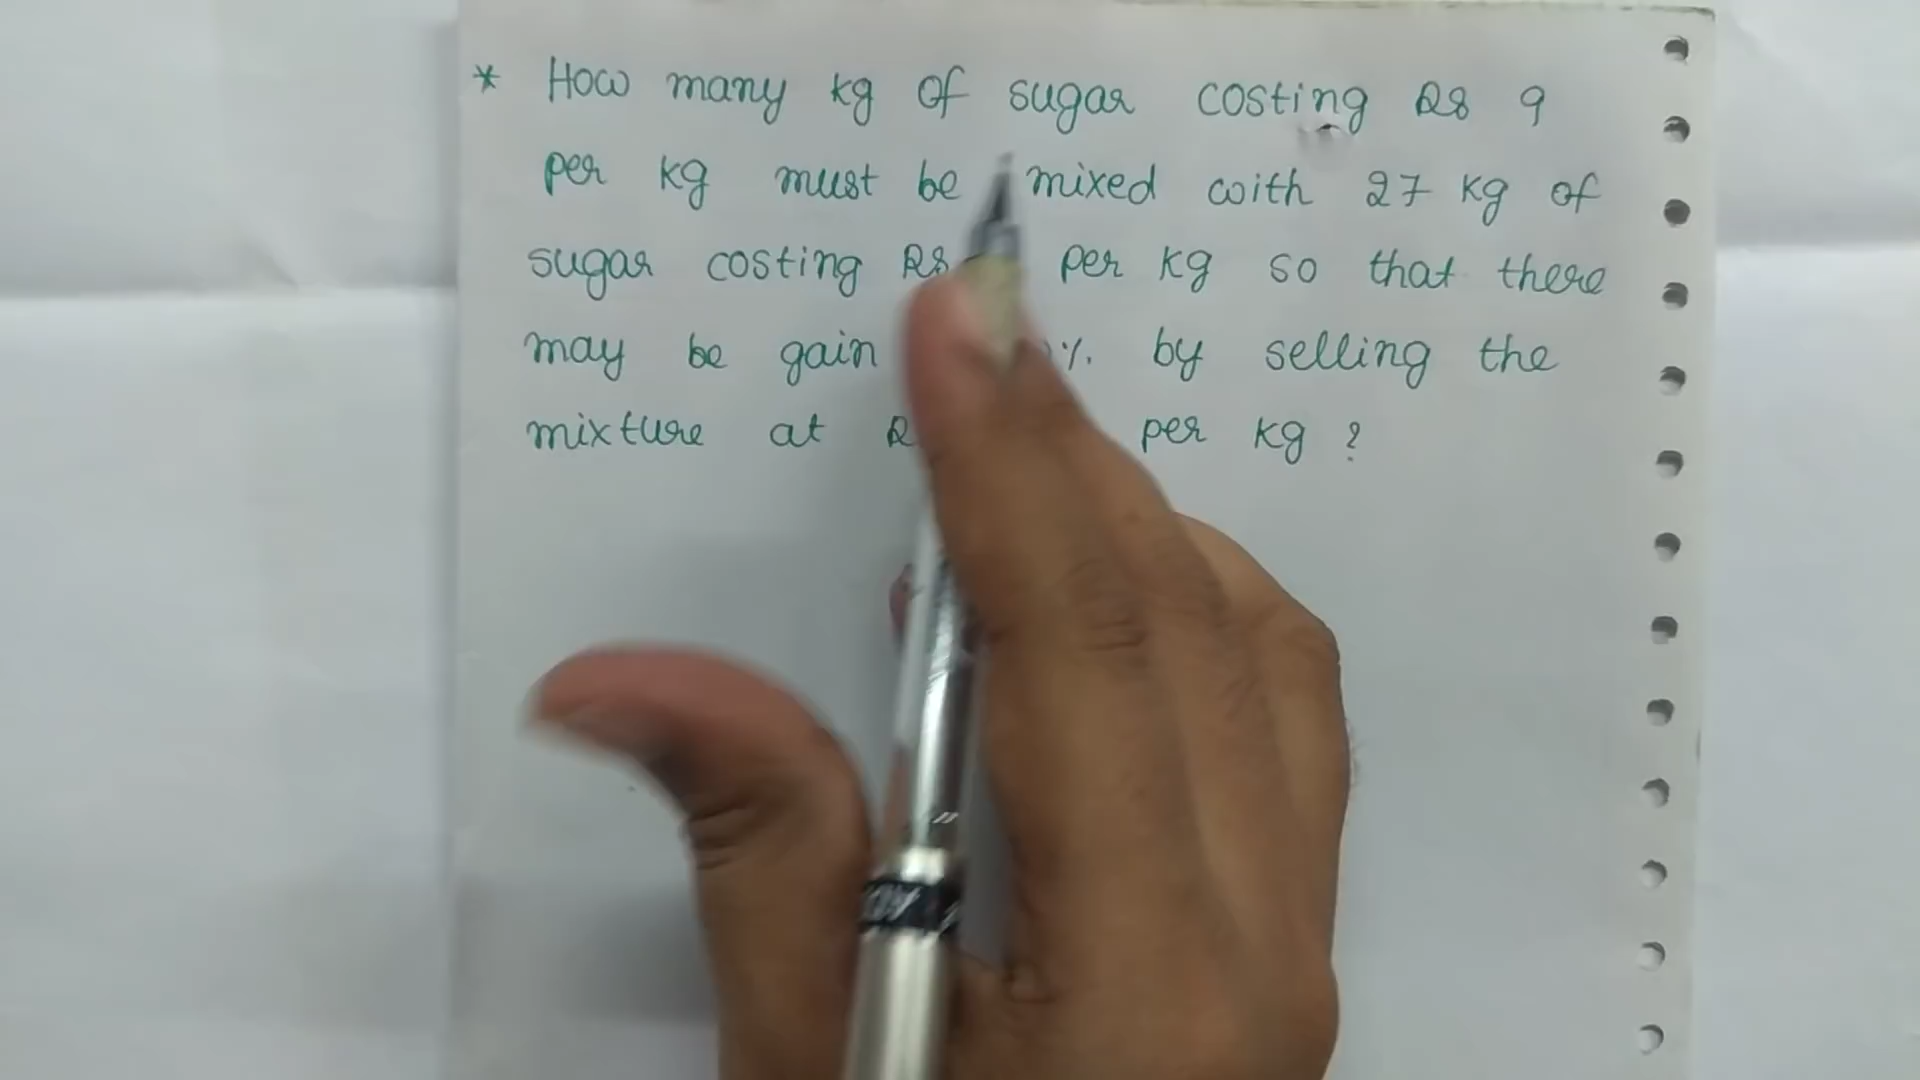 * How many kg of sugar costing Rs 9
per kg must be mixed with 27 kg of
sugar costing Rs per kg so that there
may be gain % by selling the
mixture at per kg ?